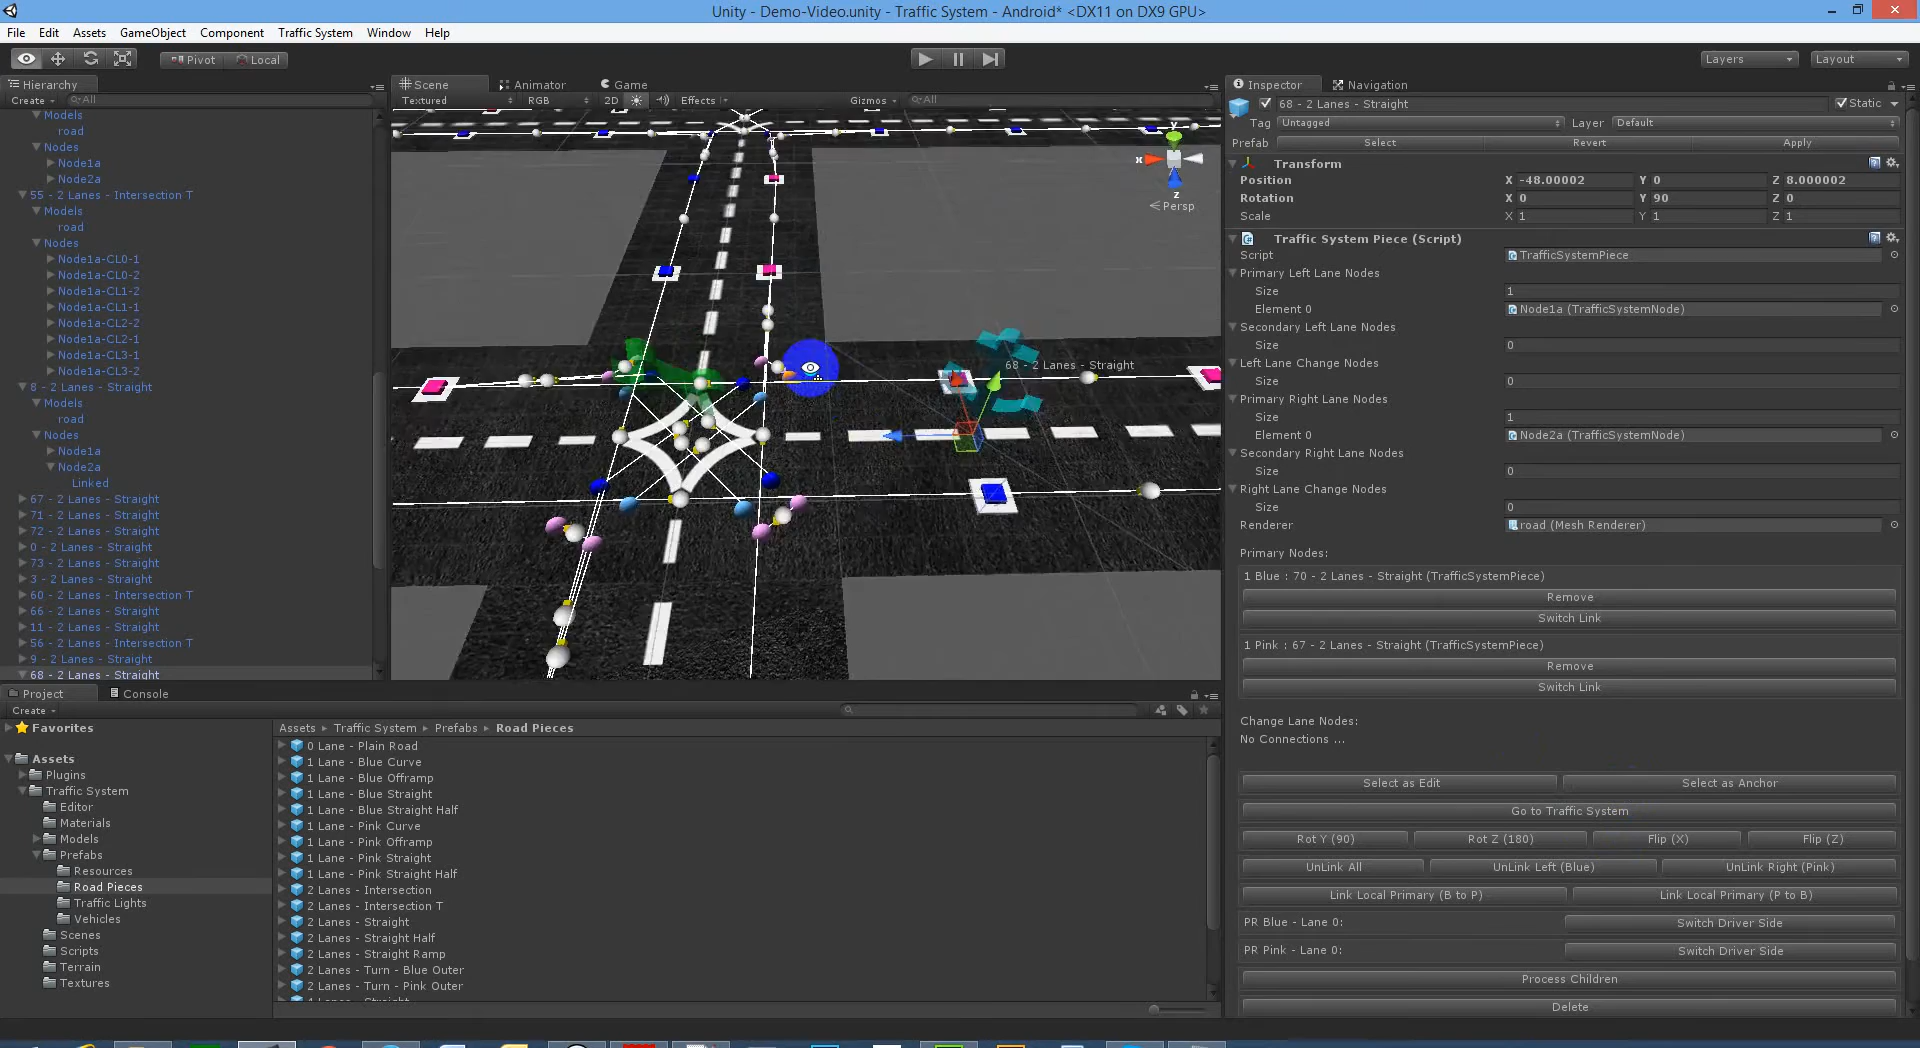 Unity - Demo-Video.unity - Traffic System - Android* <DX11 on DX9 GPU>
File Edit Assets GameObject Component Traffic System Window Help
Pivot Local
Layers
Layout
Hierarchy
Create All
Models
road
Nodes
Node1a
Node2a
55 - 2 Lanes - Intersection T
Models
road
Nodes
Node1a-CL0-1
Node1a-CL0-2
Node1a-CL1-2
Node1a-CL1-1
Node1a-CL2-2
Node1a-CL2-1
Node1a-CL3-1
Node1a-CL3-2
8 - 2 Lanes - Straight
Models
road
Nodes
Node1a
Node2a
Linked
67 - 2 Lanes - Straight
71 - 2 Lanes - Straight
72 - 2 Lanes - Straight
0 - 2 Lanes - Straight
73 - 2 Lanes - Straight
3 - 2 Lanes - Straight
60 - 2 Lanes - Intersection T
66 - 2 Lanes - Straight
11 - 2 Lanes - Straight
56 - 2 Lanes - Intersection T
9 - 2 Lanes - Straight
68 - 2 Lanes - Straight
Scene Animator Game
Textured RGB 2D Effects Gizmos All
y
x
z
Persp
68 - 2 Lanes - Straight
Inspector Navigation
68 - 2 Lanes - Straight Static
Tag Untagged Layer Default
Prefab Select Revert Apply
Transform
Position X -48.00002 Y 0 Z 8.000002
Rotation X 0 Y 90 Z 0
Scale X 1 Y 1 Z 1
Traffic System Piece (Script)
Script TrafficSystemPiece
Primary Left Lane Nodes
Size 1
Element 0 Node1a (TrafficSystemNode)
Secondary Left Lane Nodes
Size 0
Left Lane Change Nodes
Size 0
Primary Right Lane Nodes
Size 1
Element 0 Node2a (TrafficSystemNode)
Secondary Right Lane Nodes
Size 0
Right Lane Change Nodes
Size 0
Renderer road (Mesh Renderer)
Primary Nodes:
1 Blue : 70 - 2 Lanes - Straight (TrafficSystemPiece)
Remove
Switch Link
1 Pink : 67 - 2 Lanes - Straight (TrafficSystemPiece)
Remove
Switch Link
Change Lane Nodes:
No Connections ...
Select as Edit Select as Anchor
Go to Traffic System
Rot Y (90) Rot Z (180) Flip (X) Flip (Z)
UnLink All UnLink Left (Blue) UnLink Right (Pink)
Link Local Primary (B to P) Link Local Primary (P to B)
PR Blue - Lane 0: Switch Driver Side
PR Pink - Lane 0: Switch Driver Side
Process Children
Delete
Project Console
Create
Favorites
Assets
Plugins
Traffic System
Editor
Materials
Models
Prefabs
Resources
Road Pieces
Traffic Lights
Vehicles
Scenes
Scripts
Terrain
Textures
Assets Traffic System Prefabs Road Pieces
0 Lane - Plain Road
1 Lane - Blue Curve
1 Lane - Blue Offramp
1 Lane - Blue Straight
1 Lane - Blue Straight Half
1 Lane - Pink Curve
1 Lane - Pink Offramp
1 Lane - Pink Straight
1 Lane - Pink Straight Half
2 Lanes - Intersection
2 Lanes - Intersection T
2 Lanes - Straight
2 Lanes - Straight Half
2 Lanes - Straight Ramp
2 Lanes - Turn - Blue Outer
2 Lanes - Turn - Pink Outer